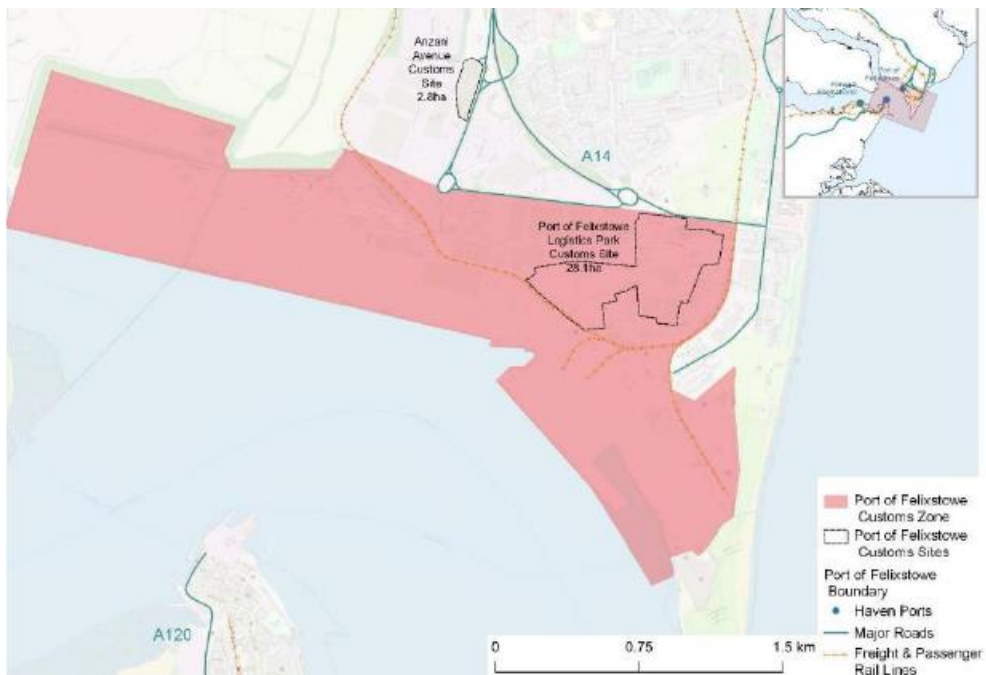 Anzani
Avenue
Customs
Site
2.8ha
A14
Port of Felixstowe
Logistics Park
Customs Site
28.1ha
A120
Port of Felixstowe
Customs Zone
Port of Felixstowe
Customs Sites
Port of Felixstowe
Boundary
Haven Ports
Major Roads
Freight & Passenger
Rail Lines
0 0.75 1.5 km